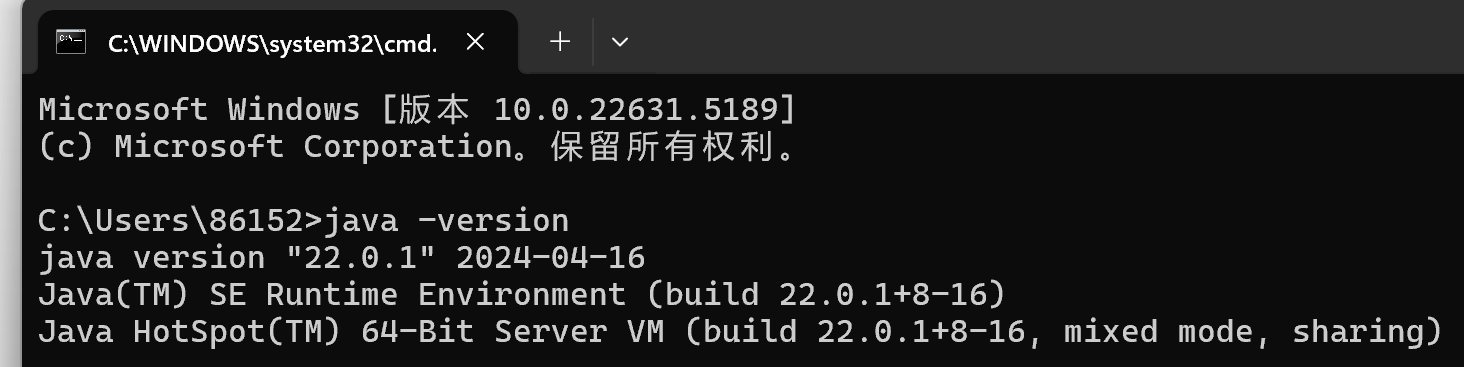 C:\WINDOWS\system32\cmd.
Microsoft Windows [版本 10.0.22631.5189]
(c) Microsoft Corporation。保留所有权利。
C:\Users\86152>java -version
java version "22.0.1" 2024-04-16
Java(TM) SE Runtime Environment (build 22.0.1+8-16)
Java HotSpot(TM) 64-Bit Server VM (build 22.0.1+8-16, mixed mode, sharing)